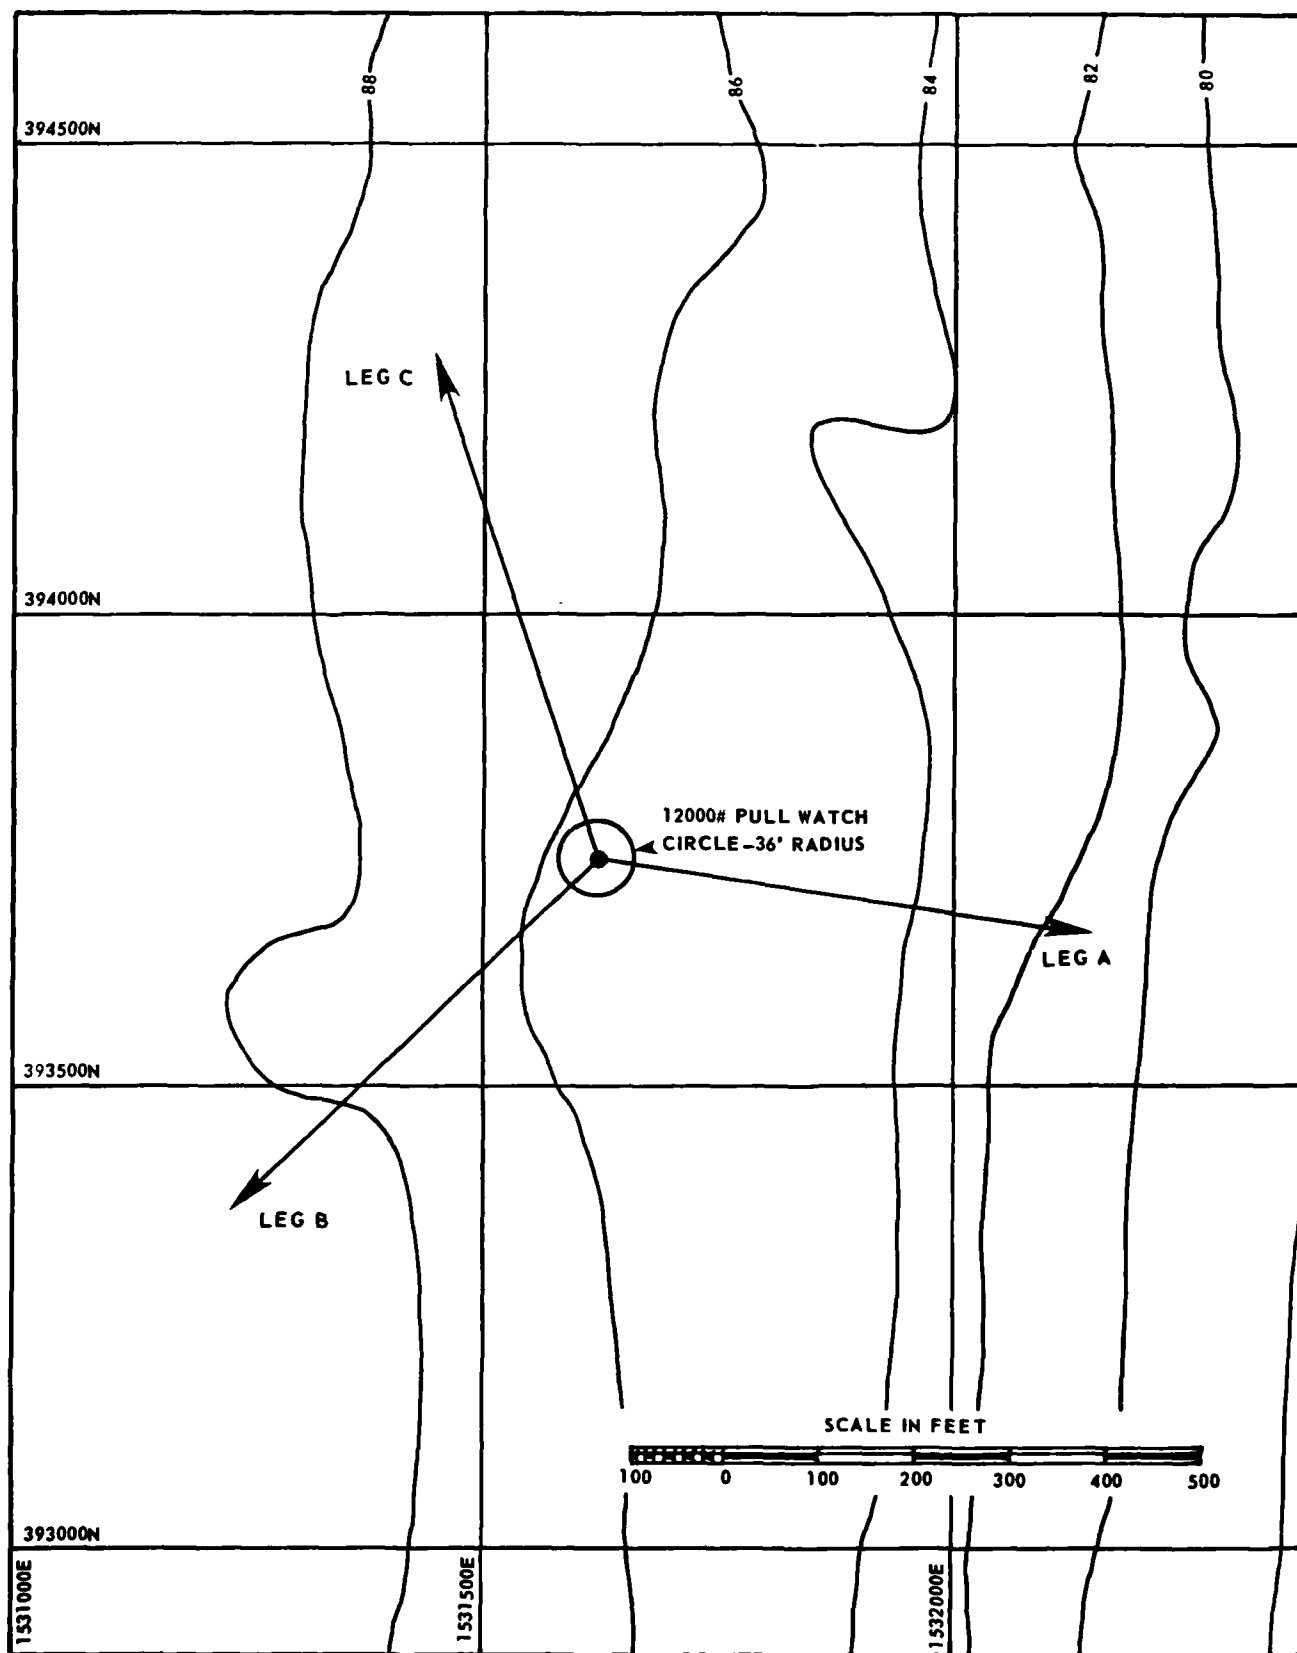 88
86
84
82
80
394500N
LEG C
394000N
12000# PULL WATCH
CIRCLE-36' RADIUS
LEG A
393500N
LEG B
SCALE IN FEET
100 0 100 200 300 400 500
393000N
1531000E
1531500E
1532000E